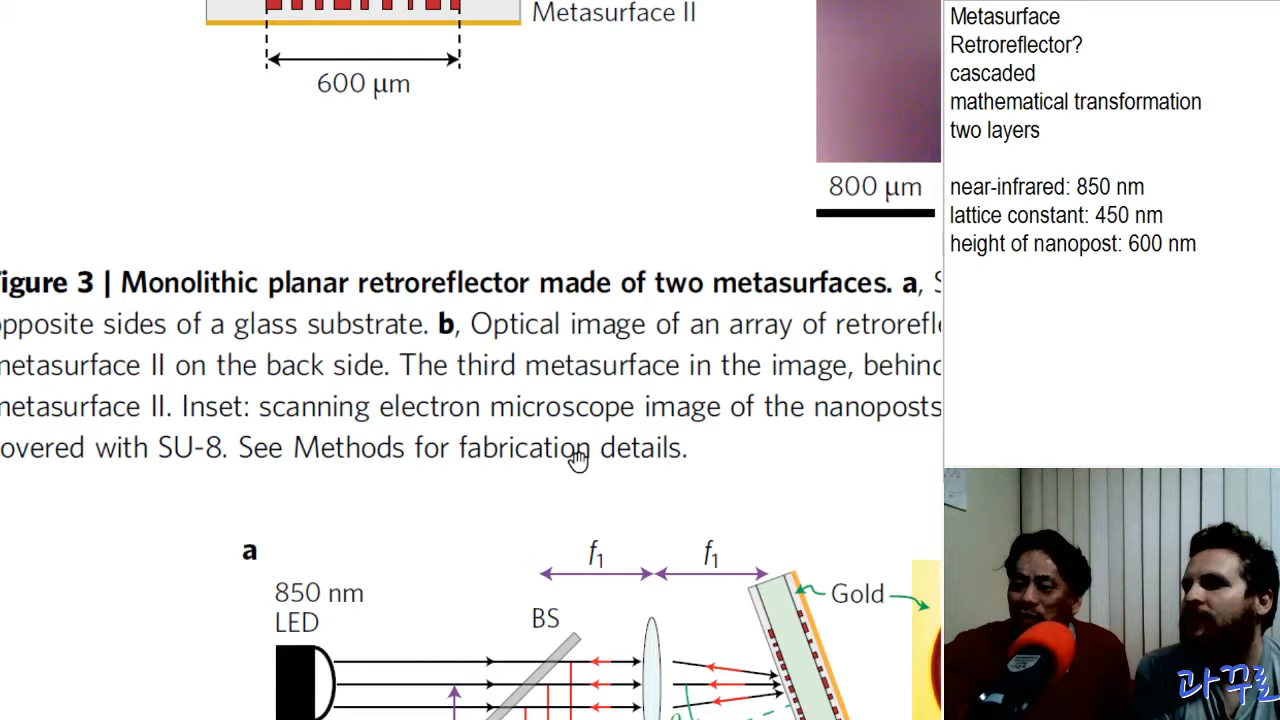 Metasurface II
600 µm
800 µm
igure 3 | Monolithic planar retroreflector made of two metasurfaces. a, S
opposite sides of a glass substrate. b, Optical image of an array of retrorefle
metasurface II on the back side. The third metasurface in the image, behind
metasurface II. Inset: scanning electron microscope image of the nanoposts
overed with SU-8. See Methods for fabrication details.
a
f1 f1
850 nm
LED
BS
Gold
Metasurface
Retroreflector?
cascaded
mathematical transformation
two layers
near-infrared: 850 nm
lattice constant: 450 nm
height of nanopost: 600 nm
과꾸로